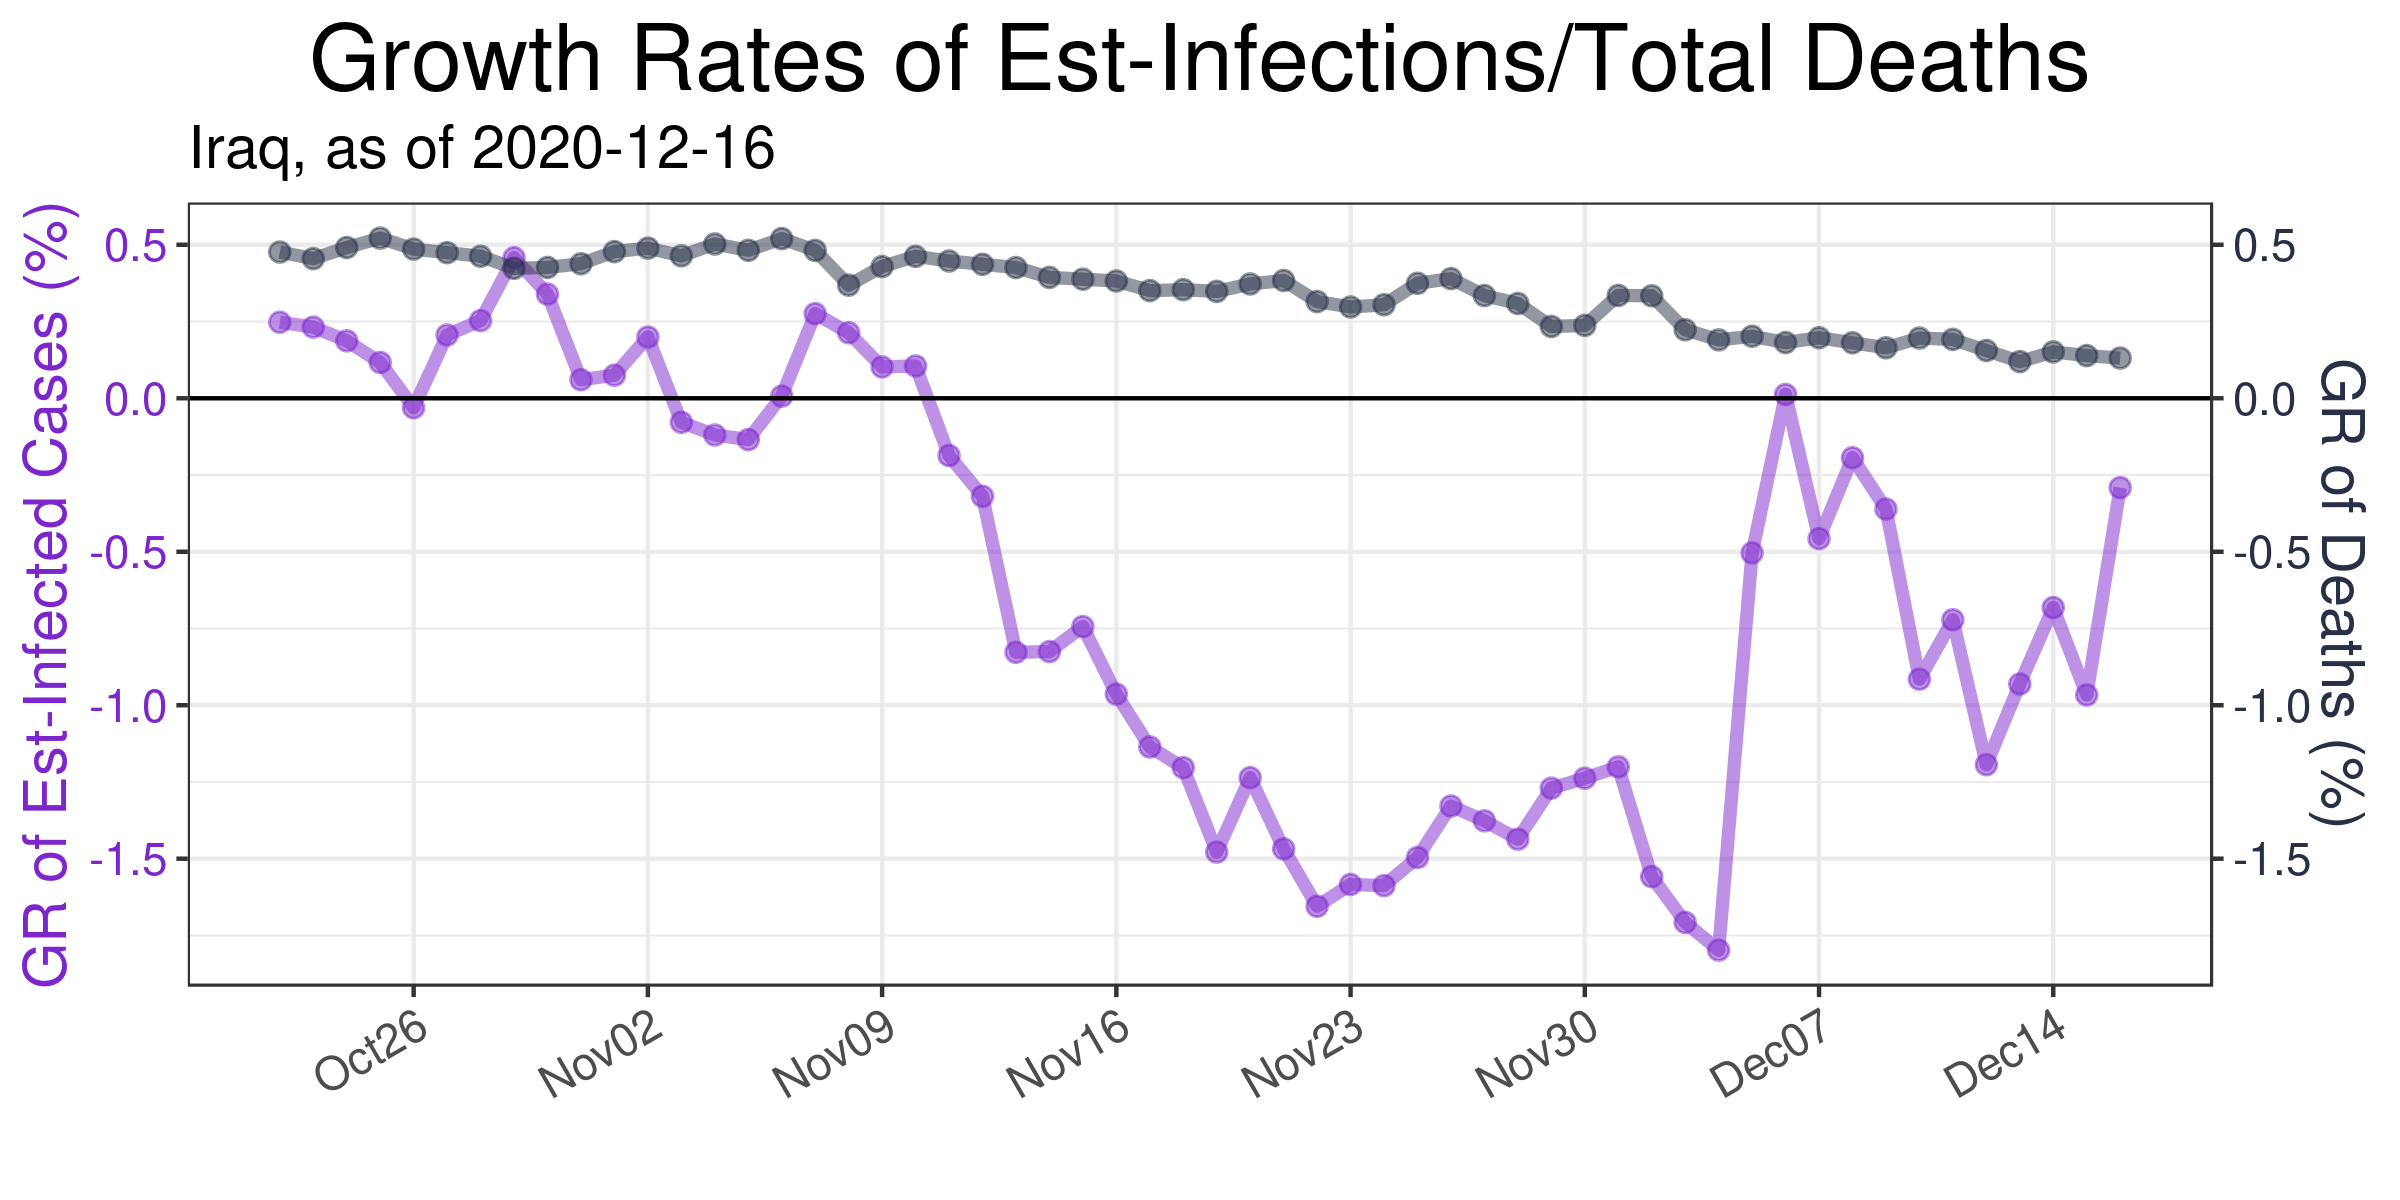 Growth Rates of Est-Infections/Total Deaths
Iraq, as of 2020-12-16
GR of Est-Infected Cases (%)
0.5
0.0
-0.5
-1.0
-1.5
0.5
0.0
-0.5
-1.0
-1.5
GR of Deaths (%)
Oct26
Nov02
Nov09
Nov16
Nov23
Nov30
Dec07
Dec14